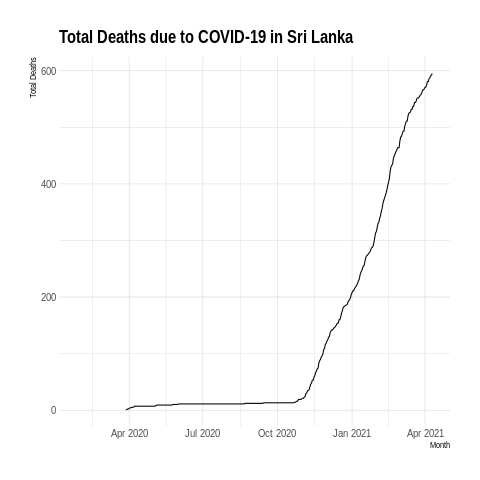 Total Deaths due to COVID-19 in Sri Lanka
Total Deaths
600
400
200
0
Apr 2020
Jul 2020
Oct 2020
Jan 2021
Apr 2021
Month